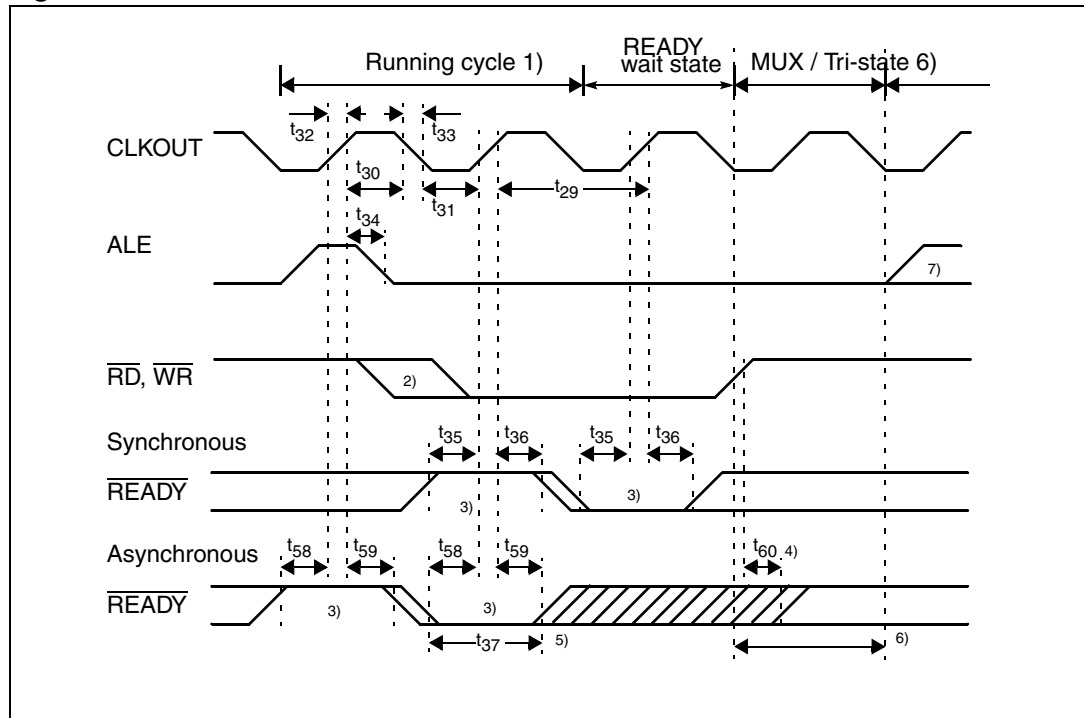 READY
Running cycle 1) wait state MUX / Tri-state 6)
t32 t33
CLKOUT
t30
t31 t29
t34
ALE
7)
RD, WR 2)
t35 t36 t35 t36
Synchronous
READY 3) 3)
t58 t59 t58 t59 t60 4)
Asynchronous
READY 3) 3)
t37 5) 6)